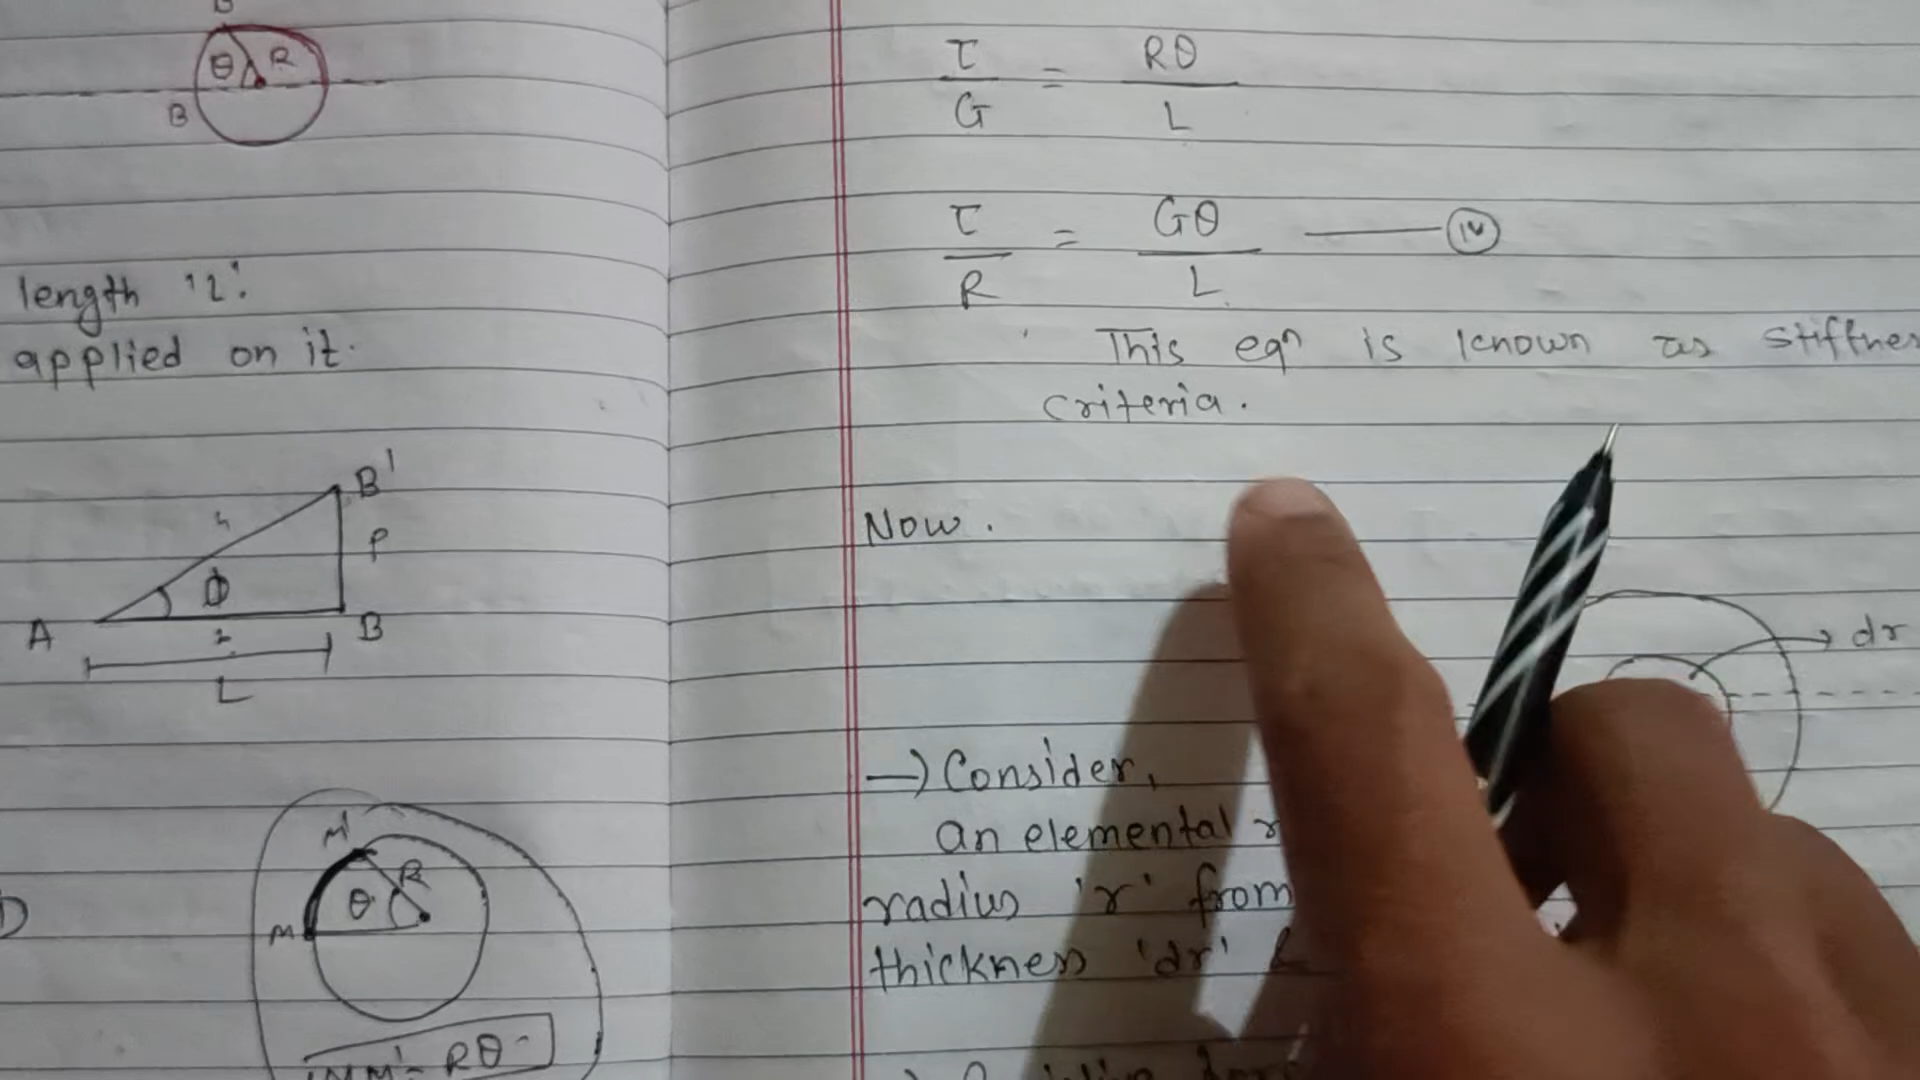 θ R
B
length 'L'.
applied on it.
B'
h
P
φ
A
B
L
M'
R
θ
M
MM' = Rθ
τ/G = Rθ/L
τ/R = Gθ/L ——— (IV)
This eqn is known as stiffnes
criteria.
Now.
dr
→ Consider,
an elemental r
radius 'r' from
thickness 'dr' &